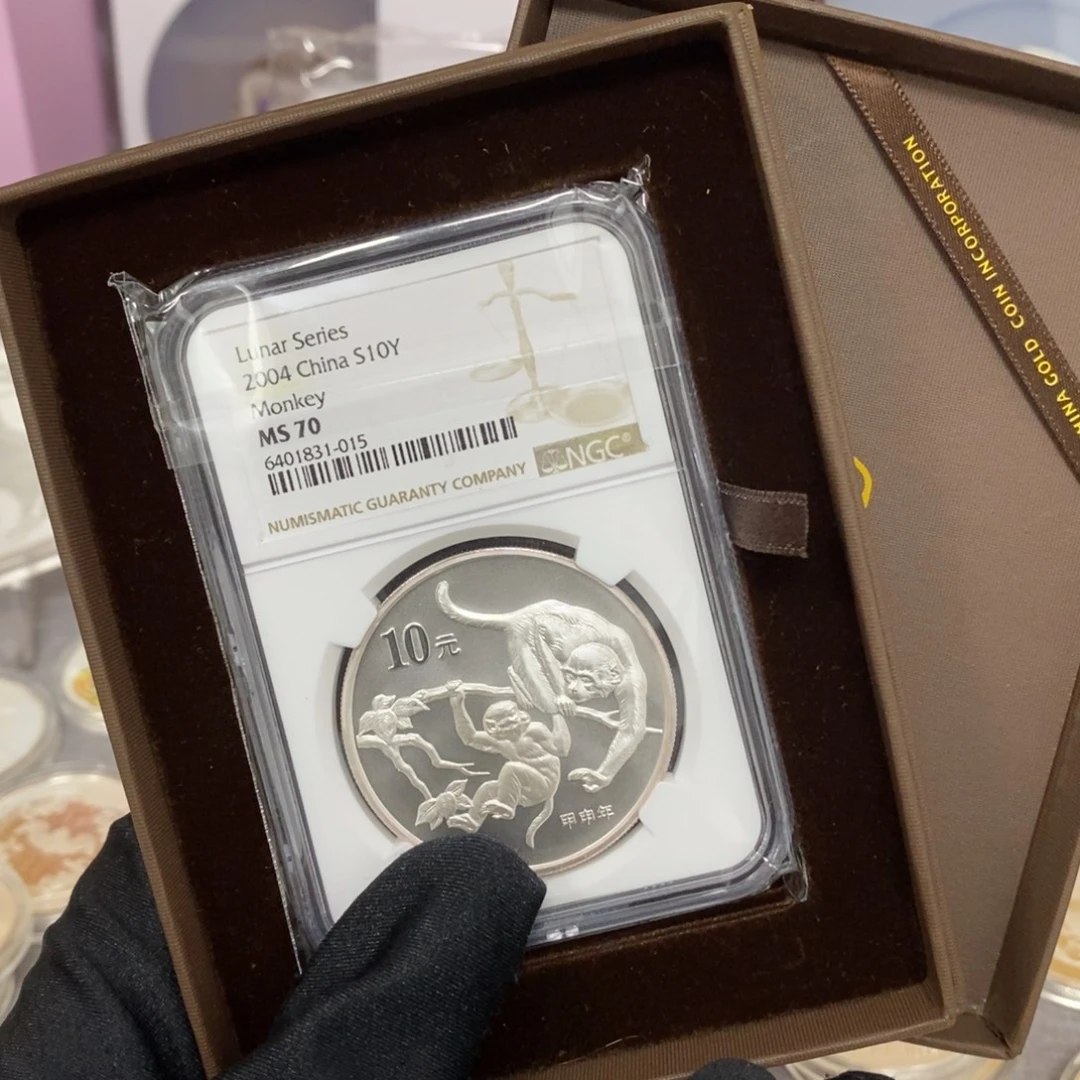 Lunar Series
2004 China S10Y
Monkey
MS 70
6401831-015
NUMISMATIC GUARANTY COMPANY
NGC®
10元
甲申年
CHINA GOLD COIN INCORPORATION